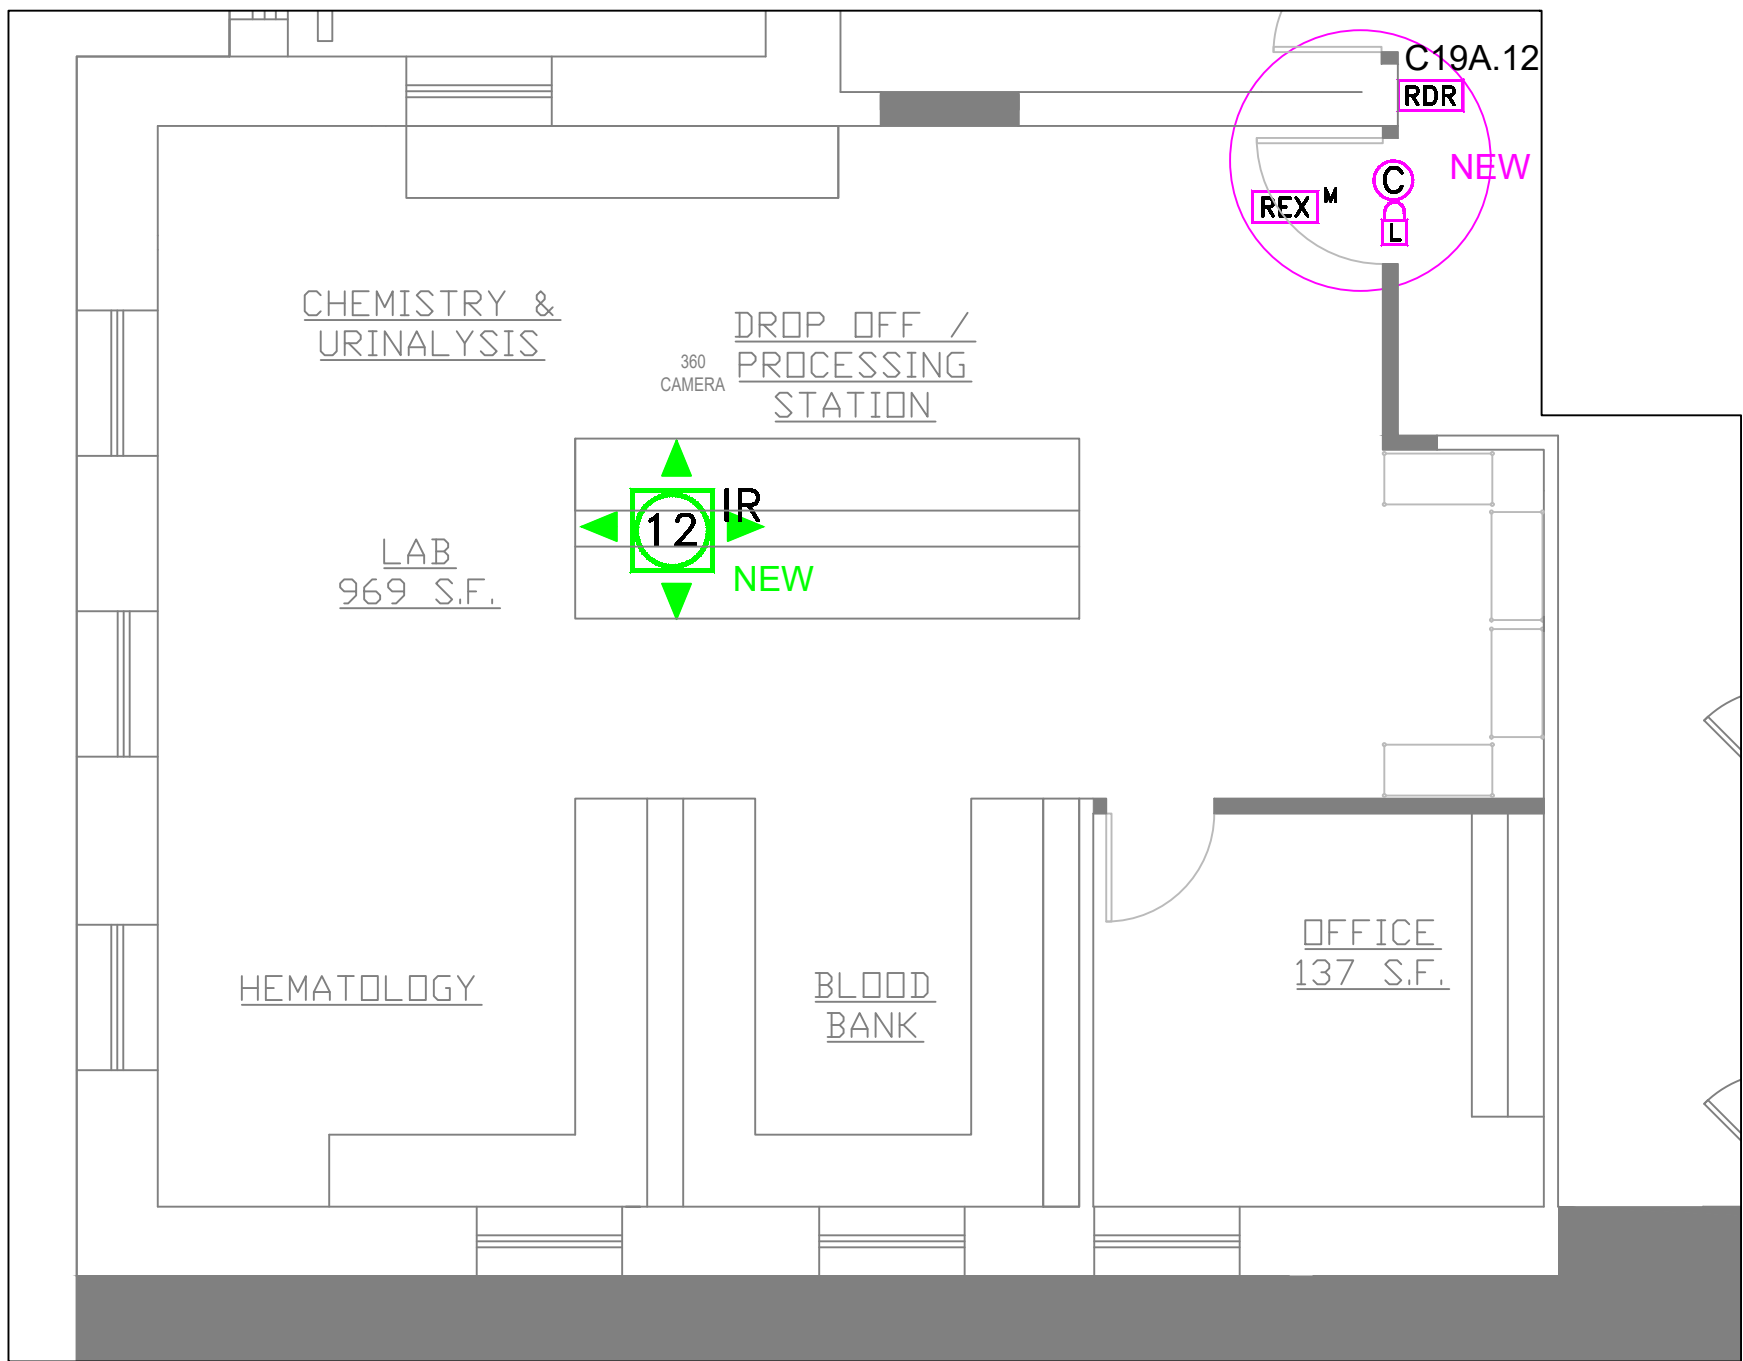 C19A.12
RDR
NEW
C
REX M
L
CHEMISTRY &
URINALYSIS
DROP OFF /
PROCESSING
STATION
360
CAMERA
IR
12
NEW
LAB
969 S.F.
HEMATOLOGY
BLOOD
BANK
OFFICE
137 S.F.